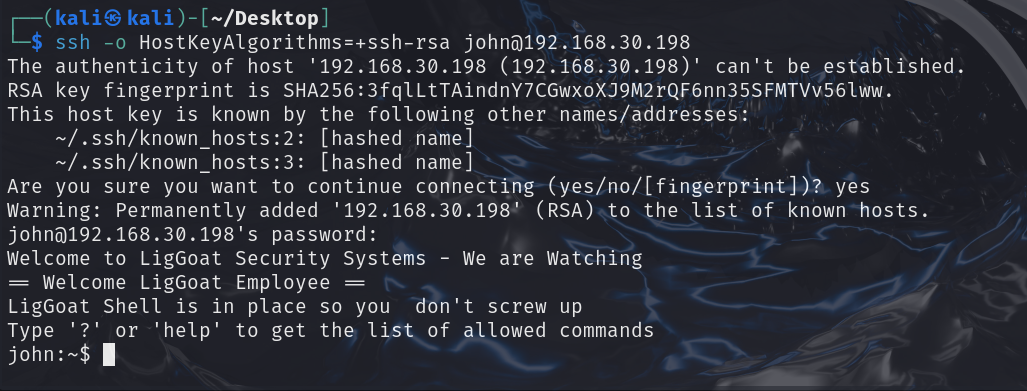 ┌──(kali㉿kali)-[~/Desktop]
└─$ ssh -o HostKeyAlgorithms=+ssh-rsa john@192.168.30.198
The authenticity of host '192.168.30.198 (192.168.30.198)' can't be established.
RSA key fingerprint is SHA256:3fqlLtTAindnY7CGwxoXJ9M2rQF6nn35SFMTVv56lww.
This host key is known by the following other names/addresses:
    ~/.ssh/known_hosts:2: [hashed name]
    ~/.ssh/known_hosts:3: [hashed name]
Are you sure you want to continue connecting (yes/no/[fingerprint])? yes
Warning: Permanently added '192.168.30.198' (RSA) to the list of known hosts.
john@192.168.30.198's password:
Welcome to LigGoat Security Systems - We are Watching
== Welcome LigGoat Employee ==
LigGoat Shell is in place so you  don't screw up
Type '?' or 'help' to get the list of allowed commands
john:~$